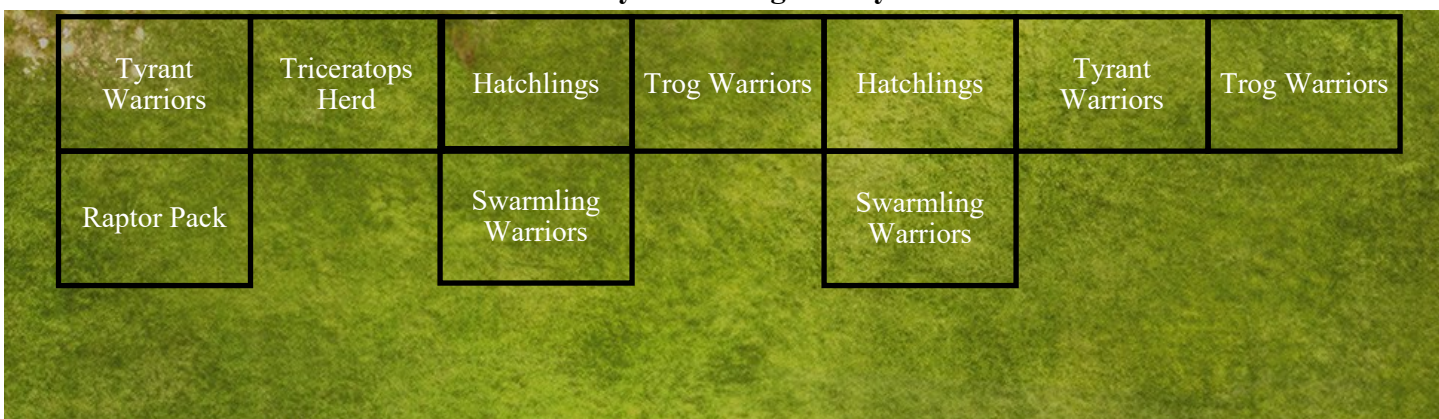 Tyrant
Warriors
Triceratops
Herd
Hatchlings
Trog Warriors
Hatchlings
Tyrant
Warriors
Trog Warriors
Raptor Pack
Swarmling
Warriors
Swarmling
Warriors